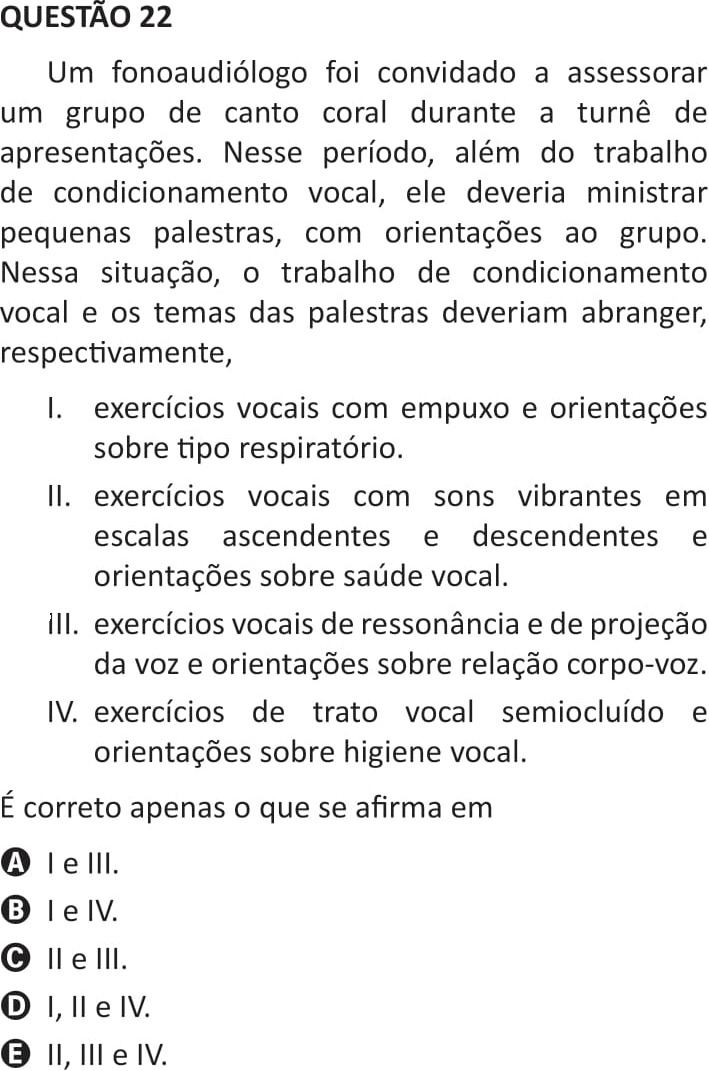 QUESTÃO 22
Um fonoaudiólogo foi convidado a assessorar
um grupo de canto coral durante a turnê de
apresentações. Nesse período, além do trabalho
de condicionamento vocal, ele deveria ministrar
pequenas palestras, com orientações ao grupo.
Nessa situação, o trabalho de condicionamento
vocal e os temas das palestras deveriam abranger,
respectivamente,
I. exercícios vocais com empuxo e orientações
sobre tipo respiratório.
II. exercícios vocais com sons vibrantes em
escalas ascendentes e descendentes e
orientações sobre saúde vocal.
III. exercícios vocais de ressonância e de projeção
da voz e orientações sobre relação corpo-voz.
IV. exercícios de trato vocal semiocluído e
orientações sobre higiene vocal.
É correto apenas o que se afirma em
A I e III.
B I e IV.
C II e III.
D I, II e IV.
E II, III e IV.